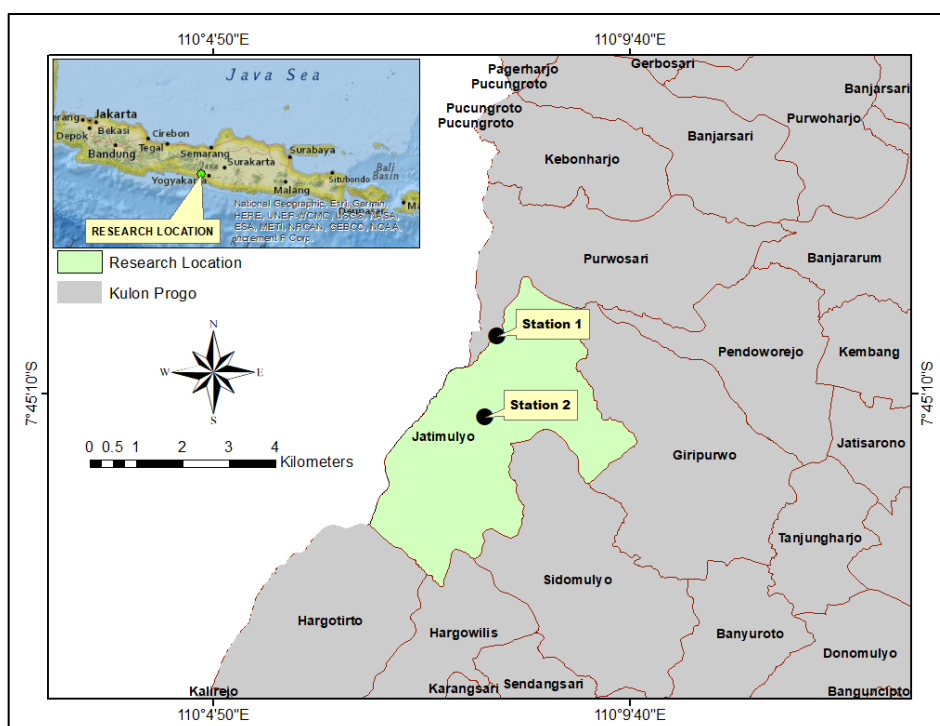 110°4'50"E
110°9'40"E
Java Sea
Jakarta
Bekasi
Depok
Cirebon
Tegal
Bandung
Semarang
Surabaya
Java
Surakarta
Yogyakarta
Malang
Situbondo
Bali
Basin
Denpasar
National Geographic, Esri, Garmin,
HERE, UNEP-WCMC, USGS, NASA,
ESA, METI, NRCAN, GEBCO, NOAA,
increment P Corp.
RESEARCH LOCATION
Research Location
Kulon Progo
N
W
E
S
0 0.5 1 2 3 4
Kilometers
7°45'10"S
7°45'10"S
Pagerharjo
Pucungroto
Pucungroto
Pucungroto
Gerbosari
Banjarsari
Purwoharjo
Banjarsari
Kebonharjo
Purwosari
Banjararum
Station 1
Pendoworejo
Kembang
Station 2
Jatimulyo
Giripurwo
Jatisarono
Tanjungharjo
Sidomulyo
Hargotirto
Hargowilis
Banyuroto
Donomulyo
Kalirejo
Karangsari
Sendangsari
Banguncipto
110°4'50"E
110°9'40"E